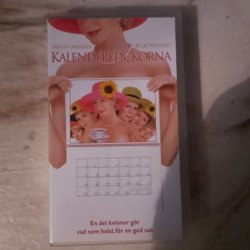 HELEN MIRREN JULIE WALTERS
KALENDERFLICKORNA
En del kvinnor gör
vad som helst för en god sak